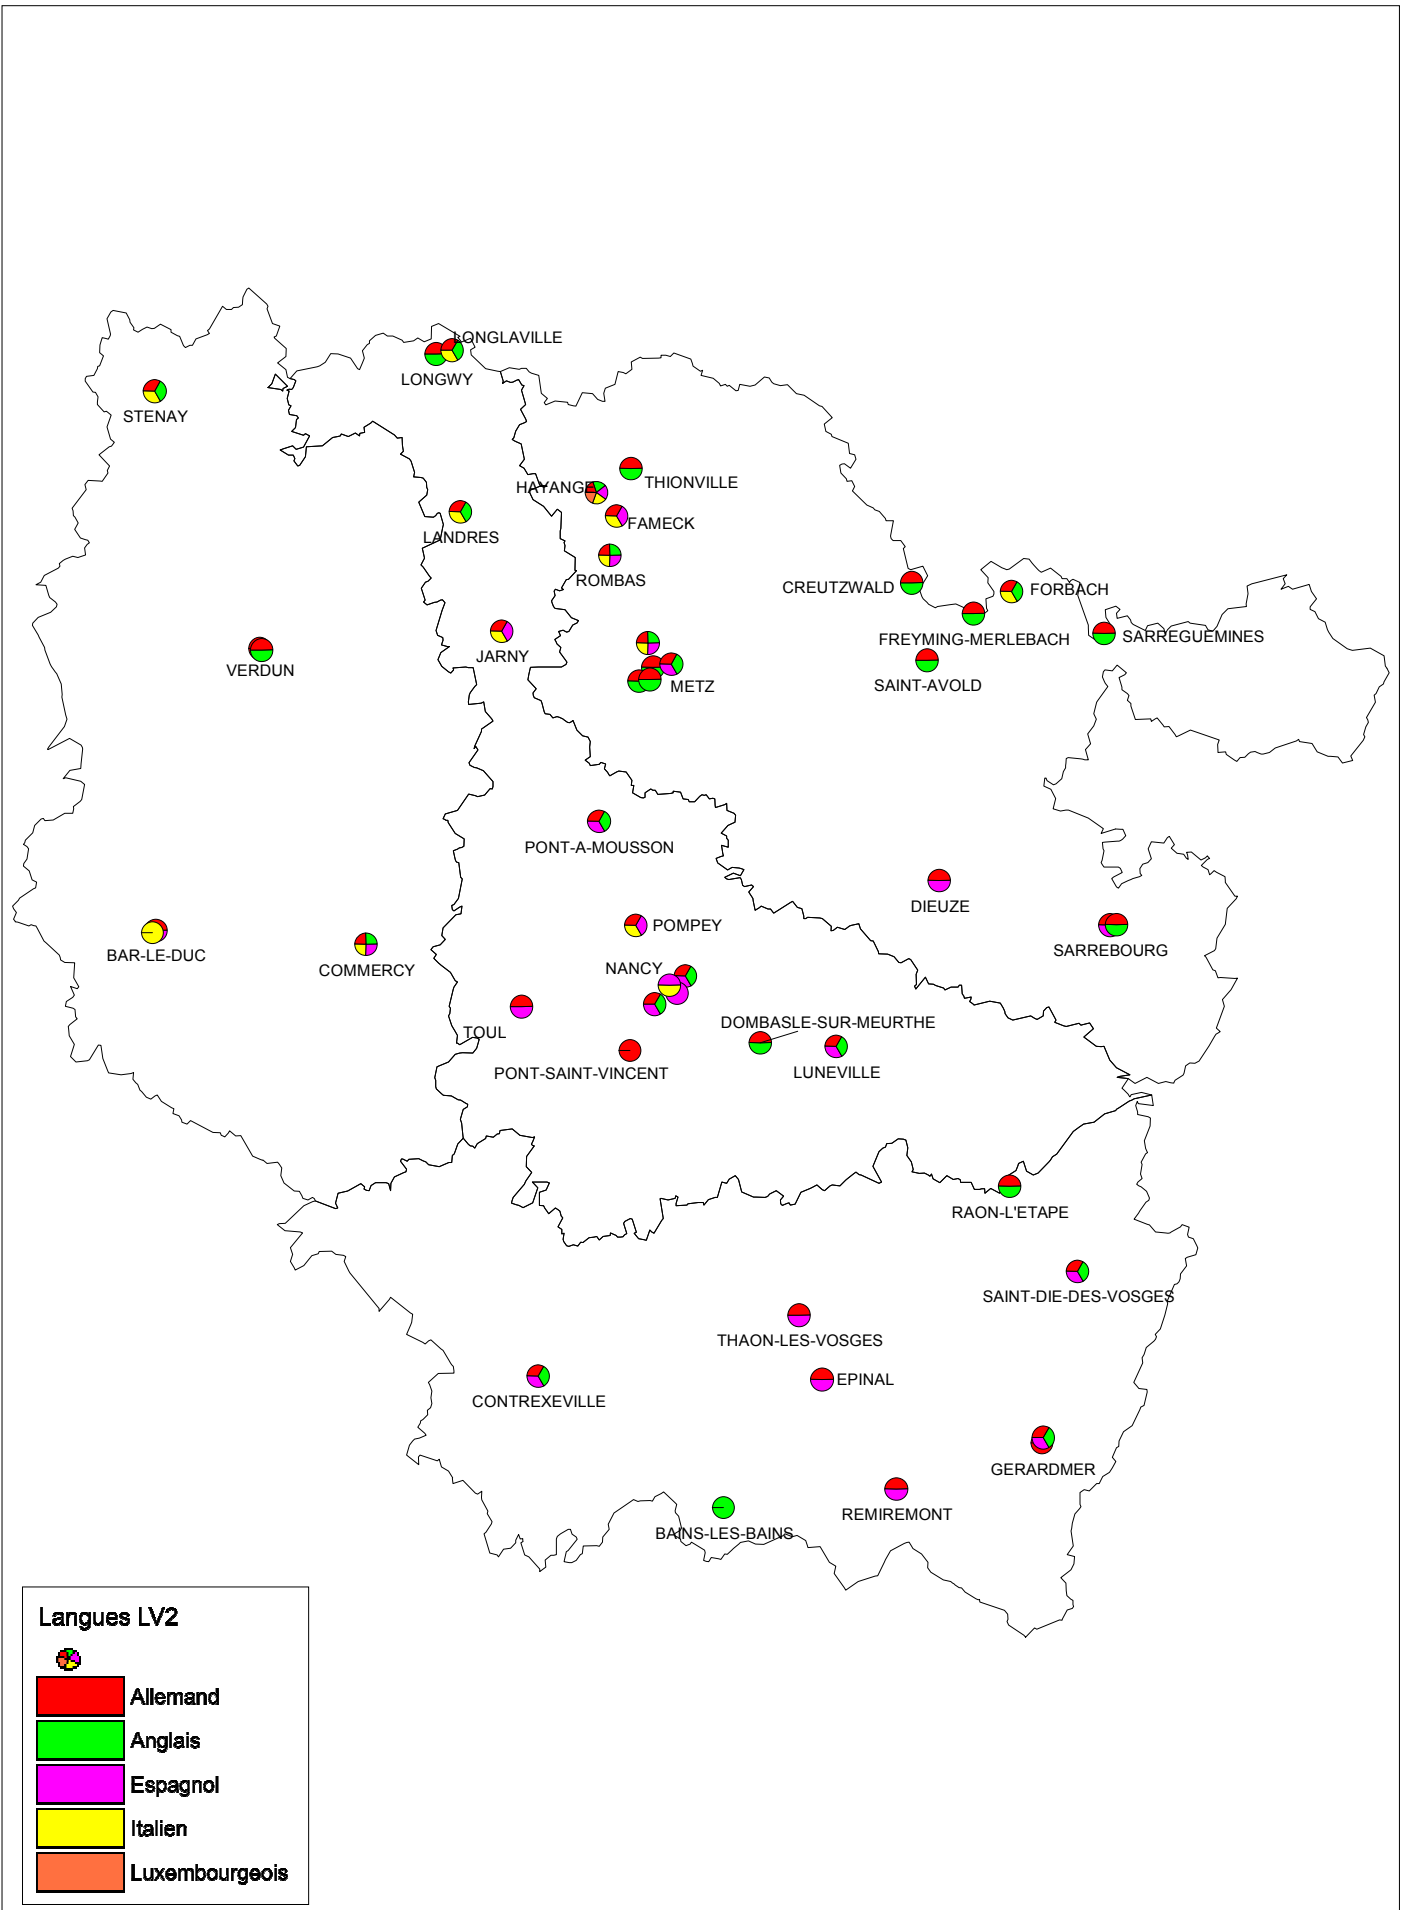 LONGLAVILLE
LONGWY
STENAY
THIONVILLE
HAYANGE
FAMECK
LANDRES
ROMBAS
CREUTZWALD
FORBACH
FREYMING-MERLEBACH
SARREGUEMINES
JARNY
VERDUN
METZ
SAINT-AVOLD
PONT-A-MOUSSON
DIEUZE
POMPEY
SARREBOURG
BAR-LE-DUC
COMMERCY
NANCY
DOMBASLE-SUR-MEURTHE
TOUL
PONT-SAINT-VINCENT
LUNEVILLE
RAON-L'ETAPE
SAINT-DIE-DES-VOSGES
THAON-LES-VOSGES
EPINAL
CONTREXEVILLE
GERARDMER
REMIREMONT
BAINS-LES-BAINS
Langues LV2
Allemand
Anglais
Espagnol
Italien
Luxembourgeois